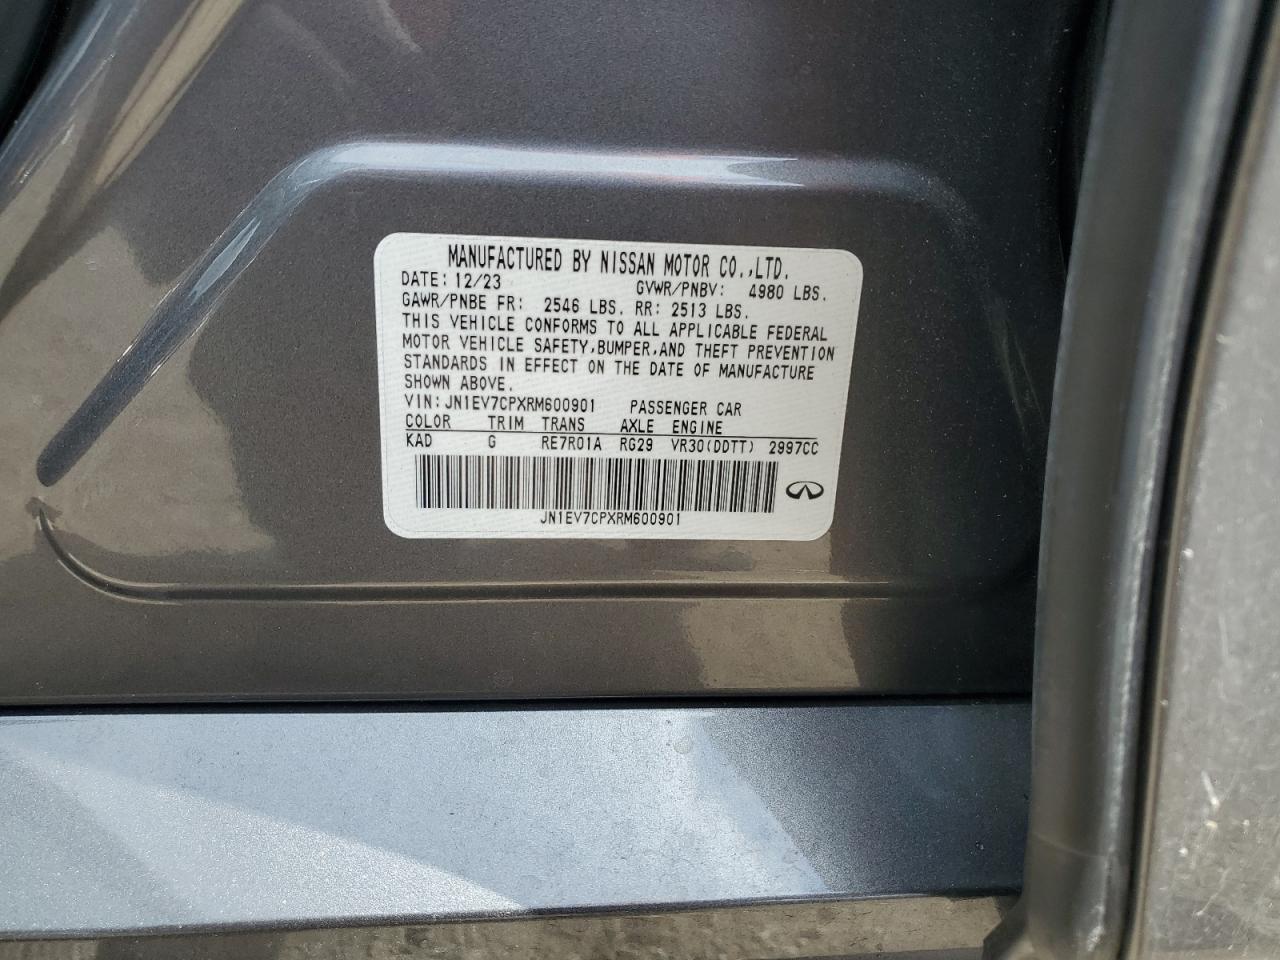 MANUFACTURED BY NISSAN MOTOR CO.,LTD.
DATE: 12/23 GVWR/PNBV: 4980 LBS.
GAWR/PNBE FR: 2546 LBS. RR: 2513 LBS.
THIS VEHICLE CONFORMS TO ALL APPLICABLE FEDERAL
MOTOR VEHICLE SAFETY,BUMPER,AND THEFT PREVENTION
STANDARDS IN EFFECT ON THE DATE OF MANUFACTURE
SHOWN ABOVE.
VIN:JN1EV7CPXRM600901 PASSENGER CAR
COLOR TRIM TRANS AXLE ENGINE
KAD G RE7R01A RG29 VR30(DDTT) 2997CC
JN1EV7CPXRM600901